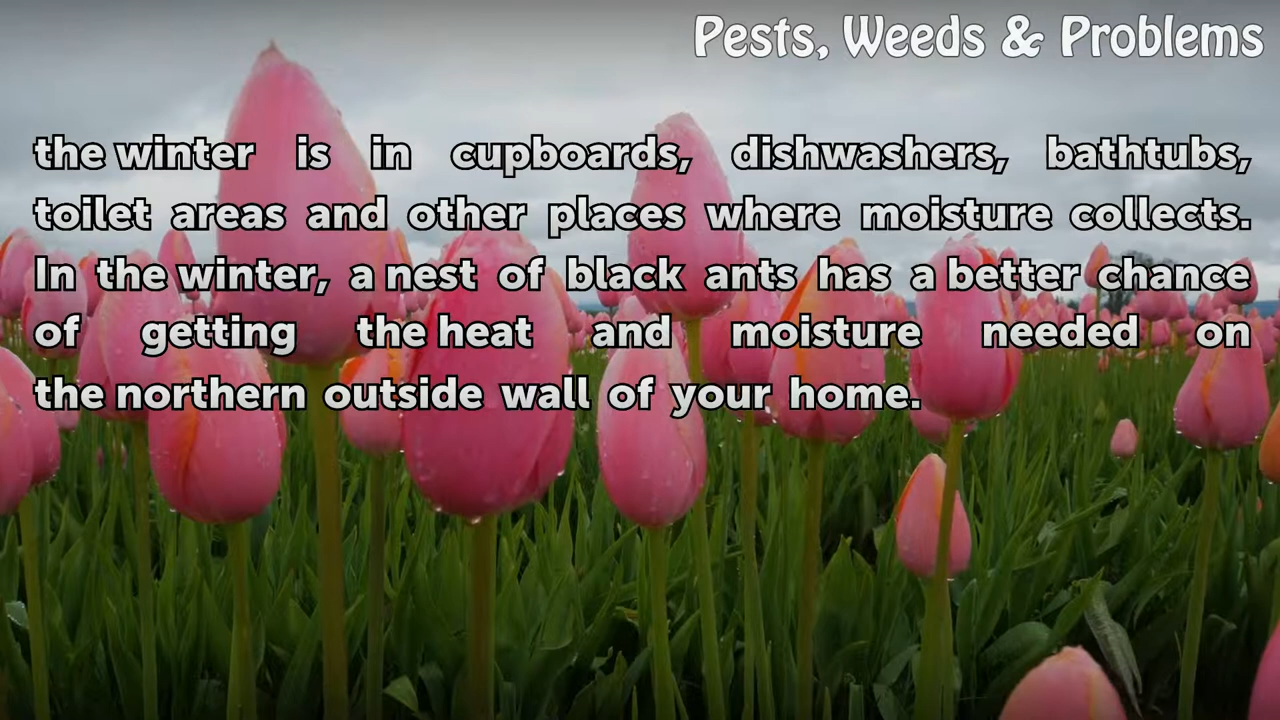 Pests, Weeds & Problems
the winter is in cupboards, dishwashers, bathtubs,
toilet areas and other places where moisture collects.
In the winter, a nest of black ants has a better chance
of getting the heat and moisture needed on
the northern outside wall of your home.